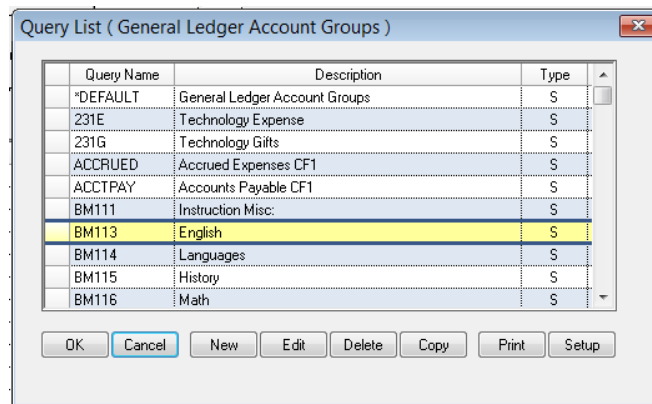 Query List ( General Ledger Account Groups )
Query Name Description Type
*DEFAULT General Ledger Account Groups S
231E Technology Expense S
231G Technology Gifts S
ACCRUED Accrued Expenses CF1 S
ACCTPAY Accounts Payable CF1 S
BM111 Instruction Misc: S
BM113 English S
BM114 Languages S
BM115 History S
BM116 Math S
OK Cancel New Edit Delete Copy Print Setup